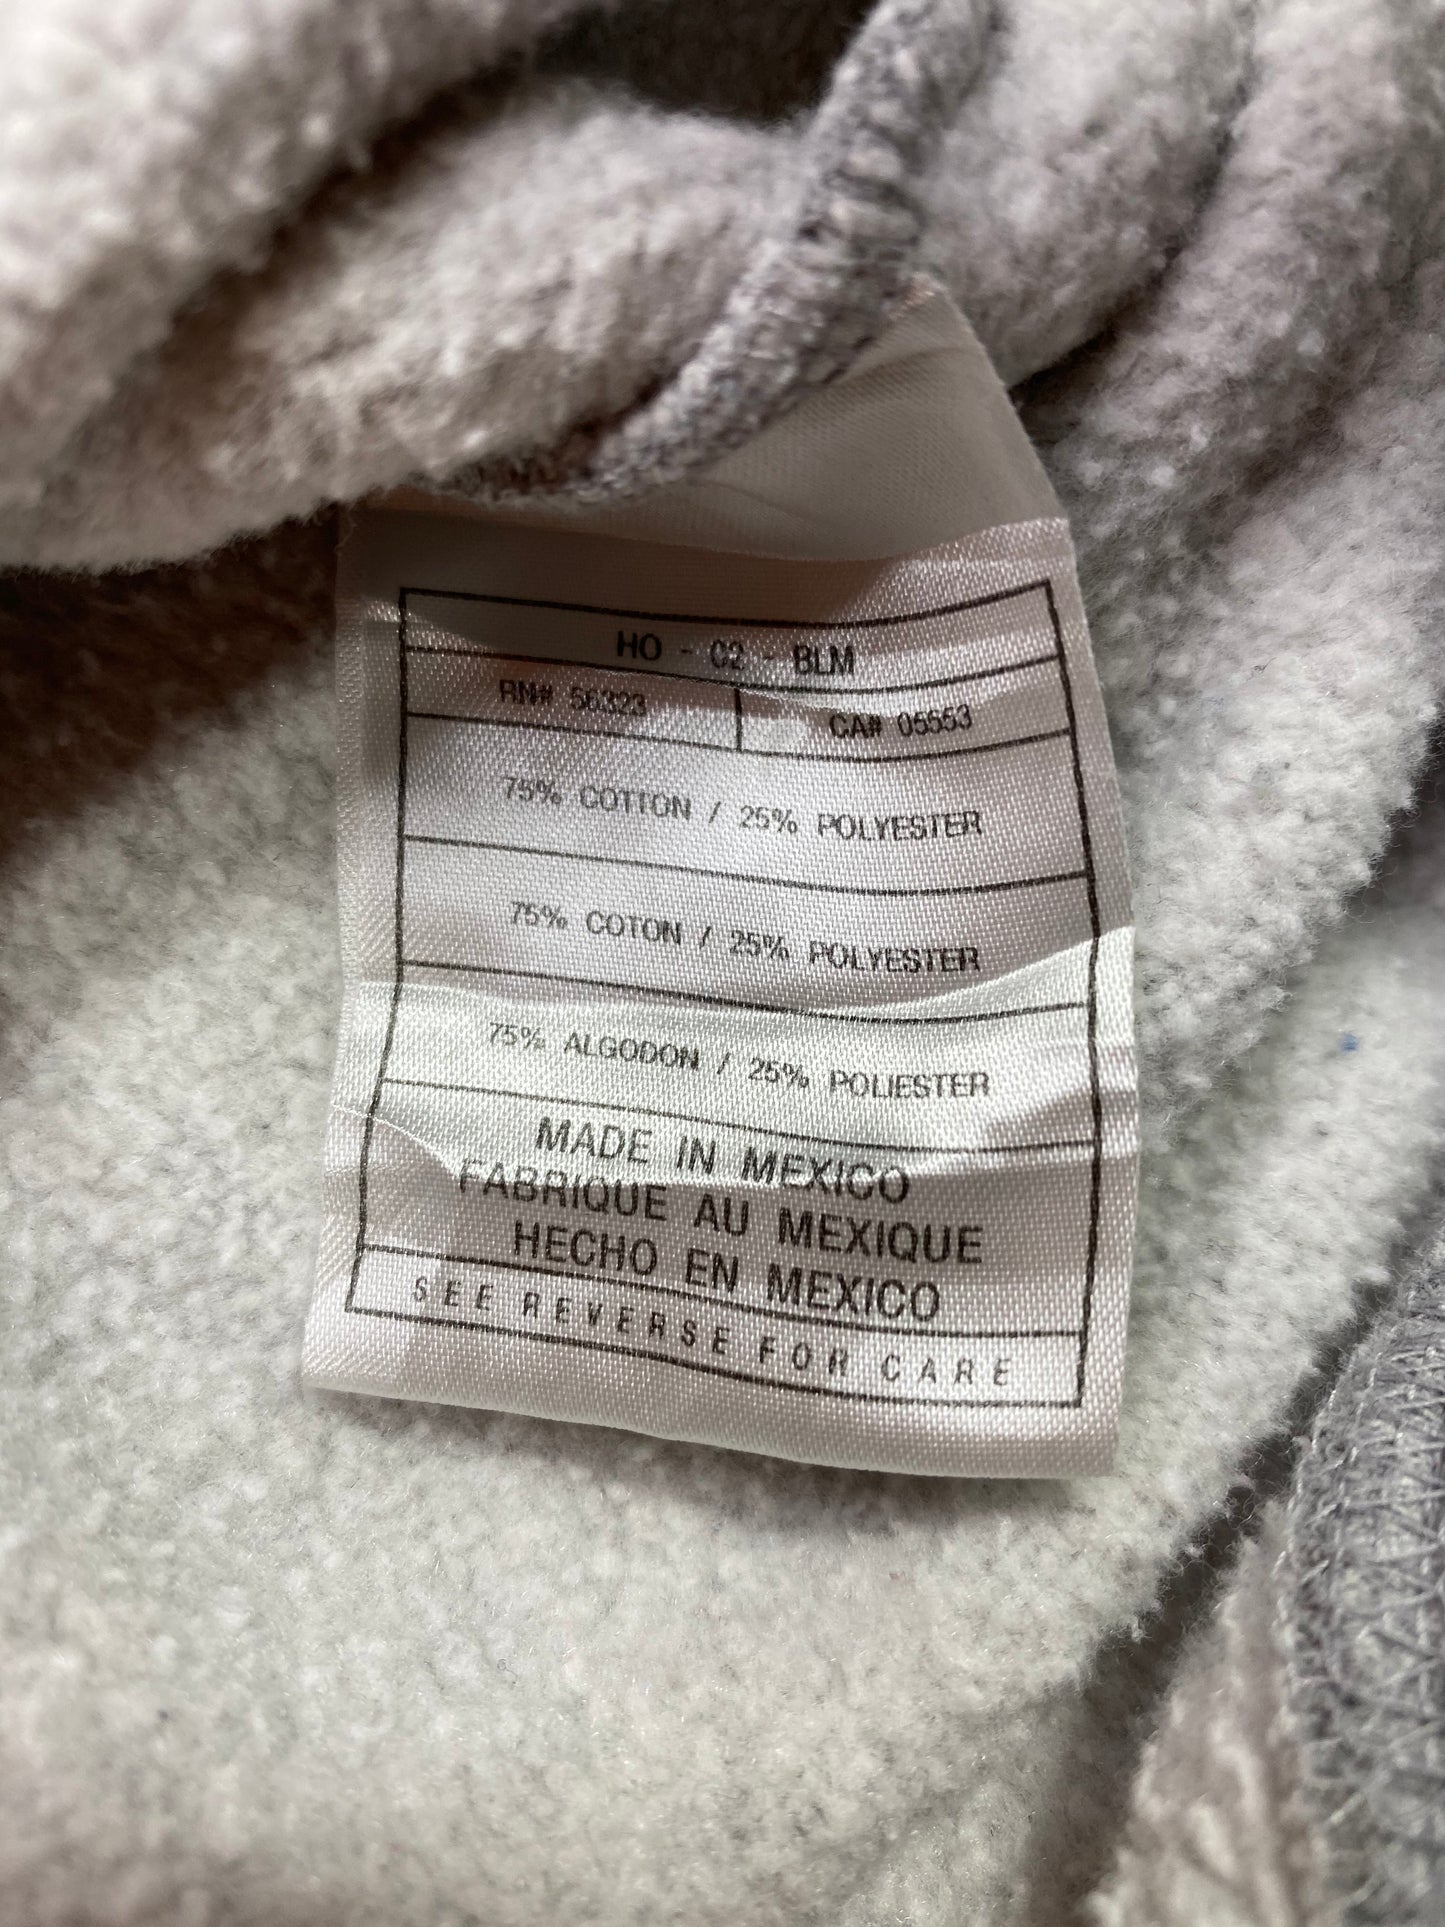 HO - C2 - BLM
RN# 56323
CA# 05553
75% COTTON / 25% POLYESTER
75% COTON / 25% POLYESTER
75% ALGODON / 25% POLIESTER
MADE IN MEXICO
FABRIQUE AU MEXIQUE
HECHO EN MEXICO
SEE REVERSE FOR CARE